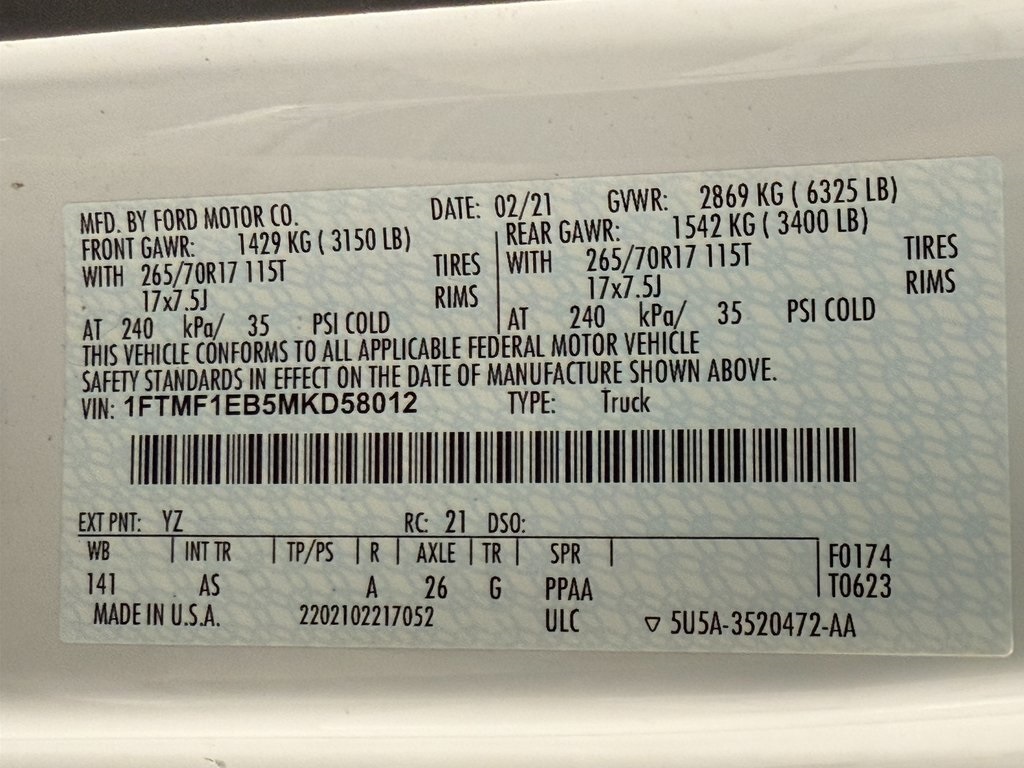 MFD. BY FORD MOTOR CO. DATE: 02/21 GVWR: 2869 KG ( 6325 LB)
FRONT GAWR: 1429 KG ( 3150 LB) REAR GAWR: 1542 KG ( 3400 LB)
WITH 265/70R17 115T TIRES WITH 265/70R17 115T TIRES
17x7.5J RIMS 17x7.5J RIMS
AT 240 kPa/ 35 PSI COLD AT 240 kPa/ 35 PSI COLD
THIS VEHICLE CONFORMS TO ALL APPLICABLE FEDERAL MOTOR VEHICLE
SAFETY STANDARDS IN EFFECT ON THE DATE OF MANUFACTURE SHOWN ABOVE.
VIN: 1FTMF1EB5MKD58012 TYPE: Truck
EXT PNT: YZ RC: 21 DSO:
WB INT TR TP/PS R AXLE TR SPR F0174
141 AS A 26 G PPAA T0623
MADE IN U.S.A. 2202102217052 ULC ▽ 5U5A-3520472-AA